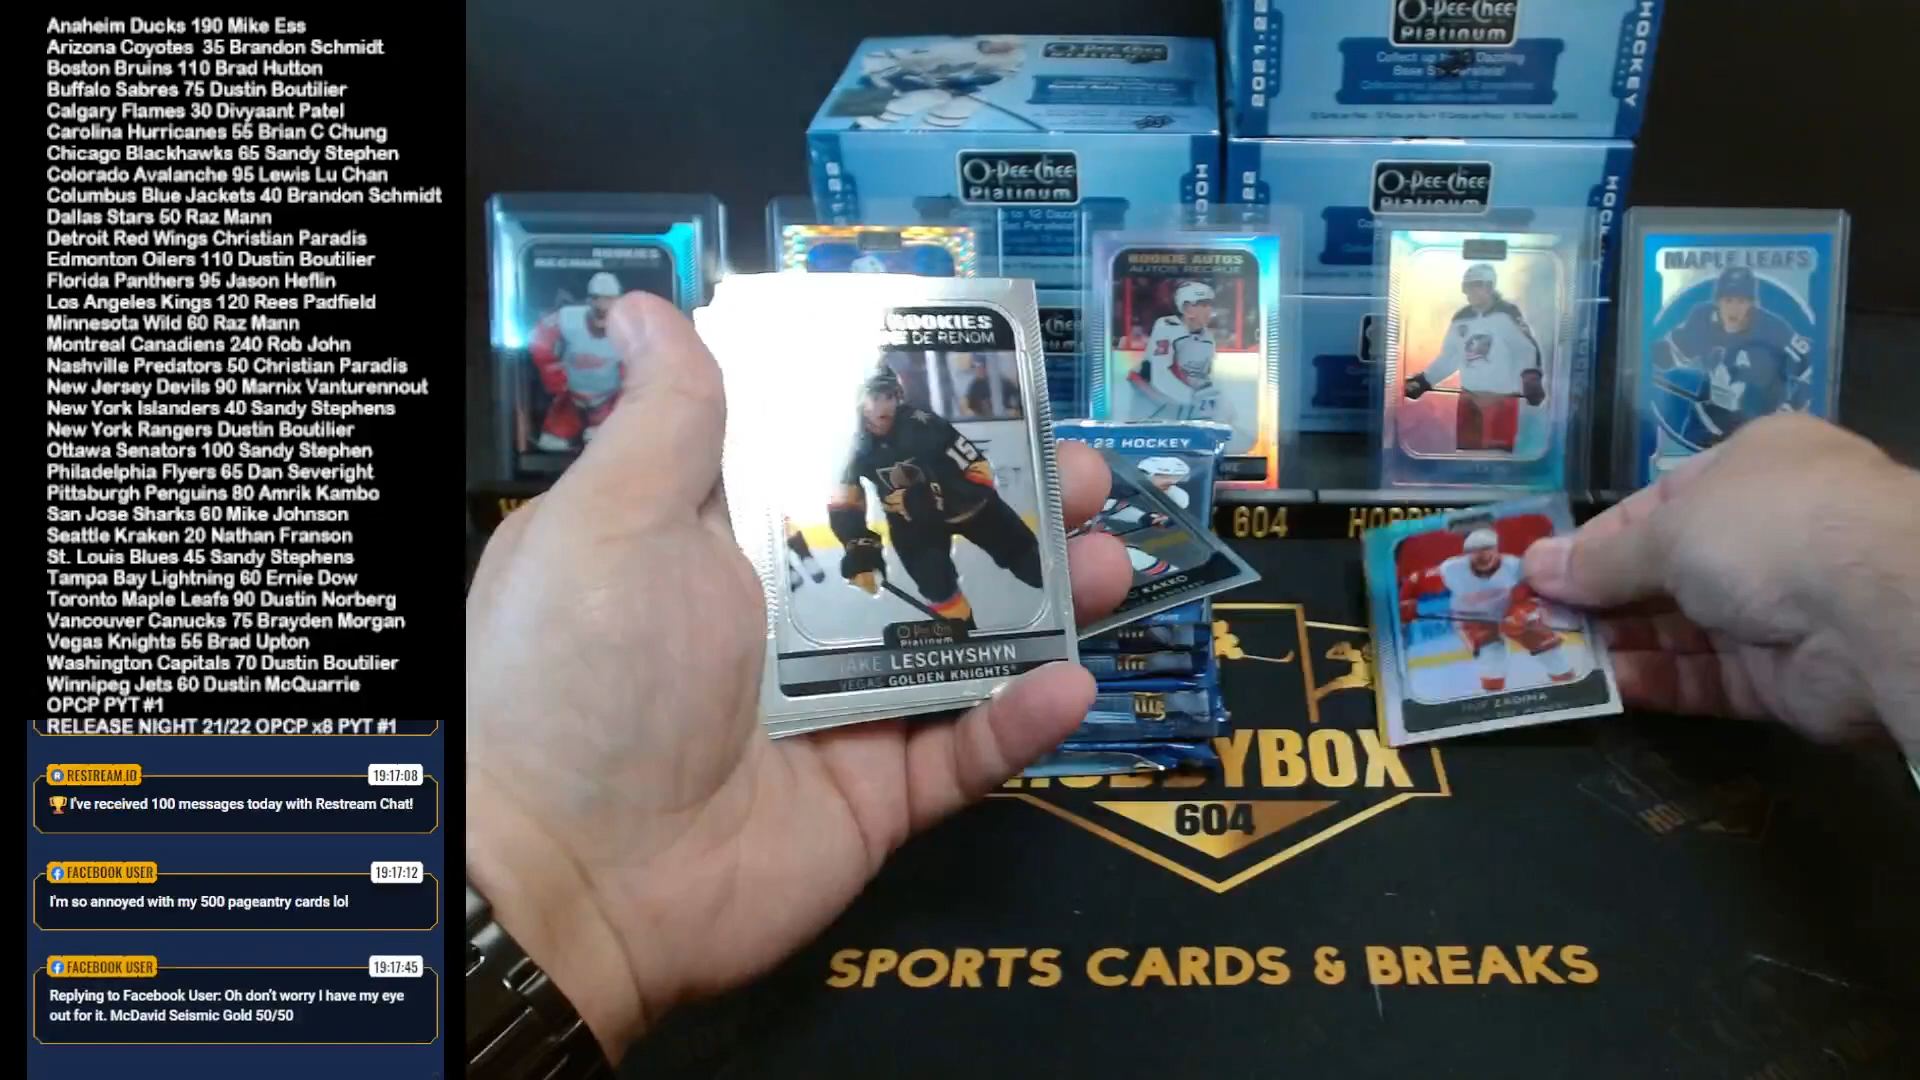 Anaheim Ducks 190 Mike Ess
Arizona Coyotes 35 Brandon Schmidt
Boston Bruins 110 Brad Hutton
Buffalo Sabres 75 Dustin Boutilier
Calgary Flames 30 Divyaant Patel
Carolina Hurricanes 55 Brian C Chung
Chicago Blackhawks 65 Sandy Stephen
Colorado Avalanche 95 Lewis Lu Chan
Columbus Blue Jackets 40 Brandon Schmidt
Dallas Stars 50 Raz Mann
Detroit Red Wings Christian Paradis
Edmonton Oilers 110 Dustin Boutilier
Florida Panthers 95 Jason Heflin
Los Angeles Kings 120 Rees Padfield
Minnesota Wild 60 Raz Mann
Montreal Canadiens 240 Rob John
Nashville Predators 50 Christian Paradis
New Jersey Devils 90 Marnix Vanturennout
New York Islanders 40 Sandy Stephens
New York Rangers Dustin Boutilier
Ottawa Senators 100 Sandy Stephen
Philadelphia Flyers 65 Dan Severight
Pittsburgh Penguins 80 Amrik Kambo
San Jose Sharks 60 Mike Johnson
Seattle Kraken 20 Nathan Franson
St. Louis Blues 45 Sandy Stephens
Tampa Bay Lightning 60 Ernie Dow
Toronto Maple Leafs 90 Dustin Norberg
Vancouver Canucks 75 Brayden Morgan
Vegas Knights 55 Brad Upton
Washington Capitals 70 Dustin Boutilier
Winnipeg Jets 60 Dustin McQuarrie
OPCP PYT #1
RELEASE NIGHT 21/22 OPCP x8 PYT #1
RESTREAM.IO 19:17:08
I've received 100 messages today with Restream Chat!
FACEBOOK USER 19:17:12
I'm so annoyed with my 500 pageantry cards lol
FACEBOOK USER 19:17:45
Replying to Facebook User: Oh don't worry I have my eye
out for it. McDavid Seismic Gold 50/50
O-Pee-Chee
Platinum
HOCKEY
O-Pee-Chee
Platinum
O-Pee-Chee
Platinum
ROOKIES
ROOKIE AUTOS
AUTOS RECRUE
MAPLE LEAFS
16
ROOKIES
DE RENOM
15
O-Pee-Chee
Platinum
JAKE LESCHYSHYN
VEGAS GOLDEN KNIGHTS
22 HOCKEY
KAKKO
604
ZADINA
YBOX
604
SPORTS CARDS & BREAKS